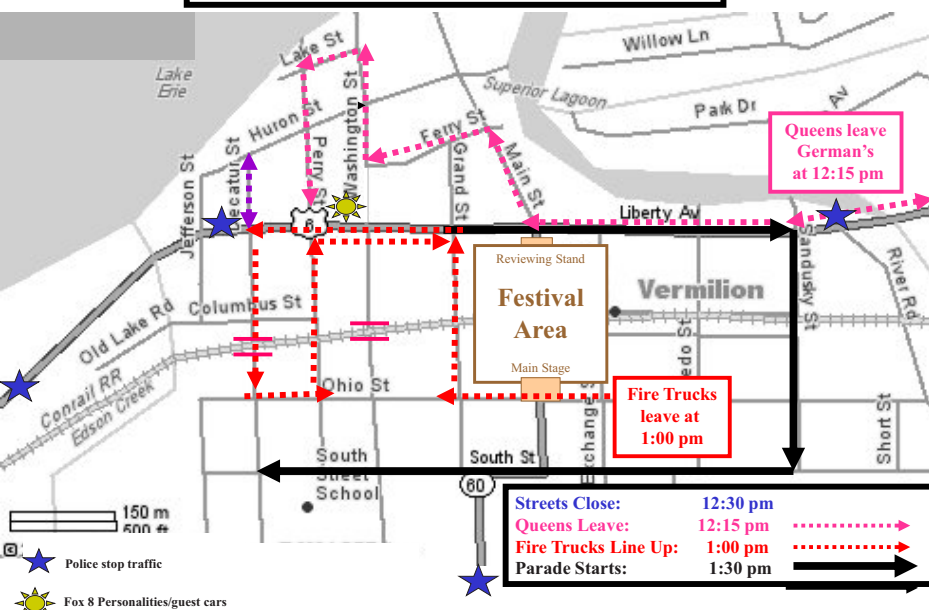 Lake St
Willow Ln
Lake
Erie
Superior Lagoon
Park Dr
Av
Huron St
Ferry St
Washington St
Perry St
Grand St
Main St
Jefferson St
ecatur St
Queens leave
German's
at 12:15 pm
6
Liberty Av
Reviewing Stand
Festival
Area
Main Stage
Vermilion
Sandusky St
River Rd
Columbus St
Old Lake Rd
Conrail RR
Edson Creek
Ohio St
edo St
Exchange S
Fire Trucks
leave at
1:00 pm
Short St
South
Street
School
South St
60
150 m
500 ft
Streets Close: 12:30 pm
Queens Leave: 12:15 pm
Fire Trucks Line Up: 1:00 pm
Parade Starts: 1:30 pm
©
Police stop traffic
Fox 8 Personalities/guest cars